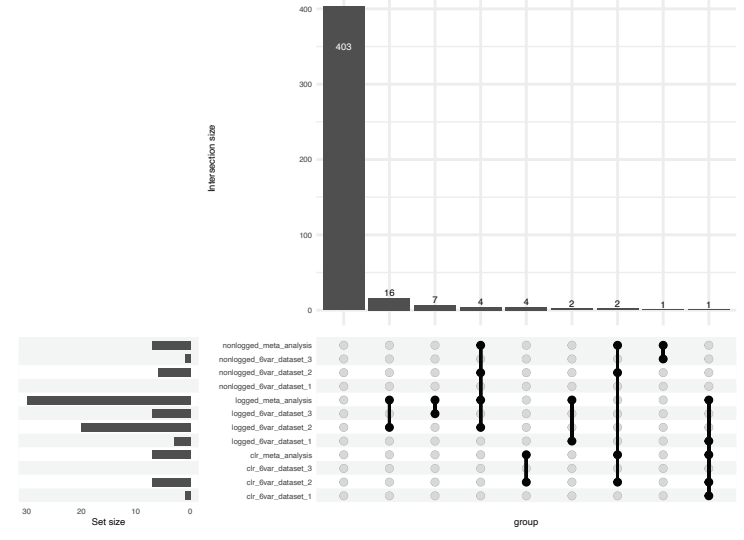 400
300
200
100
0
Intersection size
403
16
7
4
4
2
2
1
1
nonlogged_meta_analysis
nonlogged_6var_dataset_3
nonlogged_6var_dataset_2
nonlogged_6var_dataset_1
logged_meta_analysis
logged_6var_dataset_3
logged_6var_dataset_2
logged_6var_dataset_1
clr_meta_analysis
clr_6var_dataset_3
clr_6var_dataset_2
clr_6var_dataset_1
30 20 10 0
Set size
group